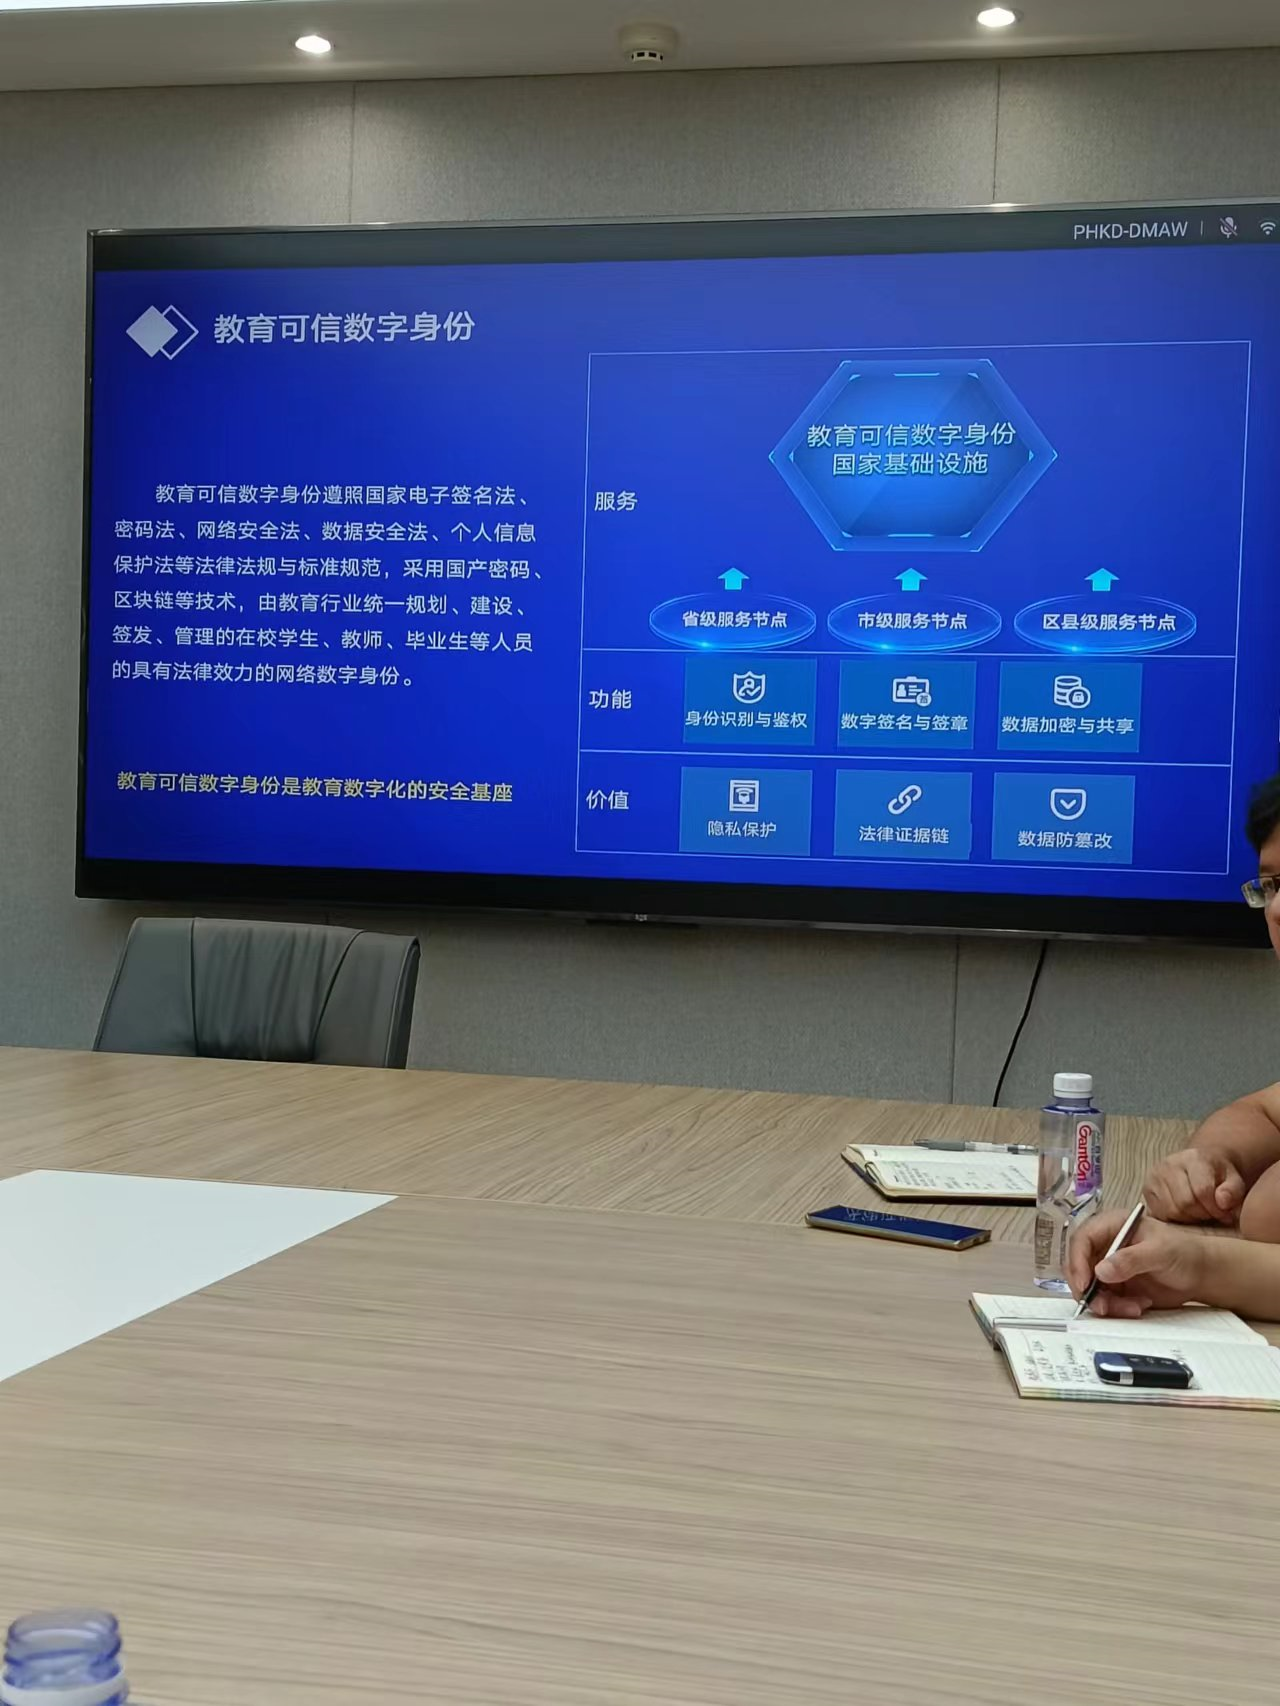 PHKD-DMAW
教育可信数字身份
教育可信数字身份遵照国家电子签名法、
密码法、网络安全法、数据安全法、个人信息
保护法等法律法规与标准规范，采用国产密码、
区块链等技术，由教育行业统一规划、建设、
签发、管理的在校学生、教师、毕业生等人员
的具有法律效力的网络数字身份。
教育可信数字身份是教育数字化的安全基座
教育可信数字身份
国家基础设施
服务
省级服务节点
市级服务节点
区县级服务节点
功能
身份识别与鉴权
数字签名与签章
数据加密与共享
价值
隐私保护
法律证据链
数据防篡改
Ganten